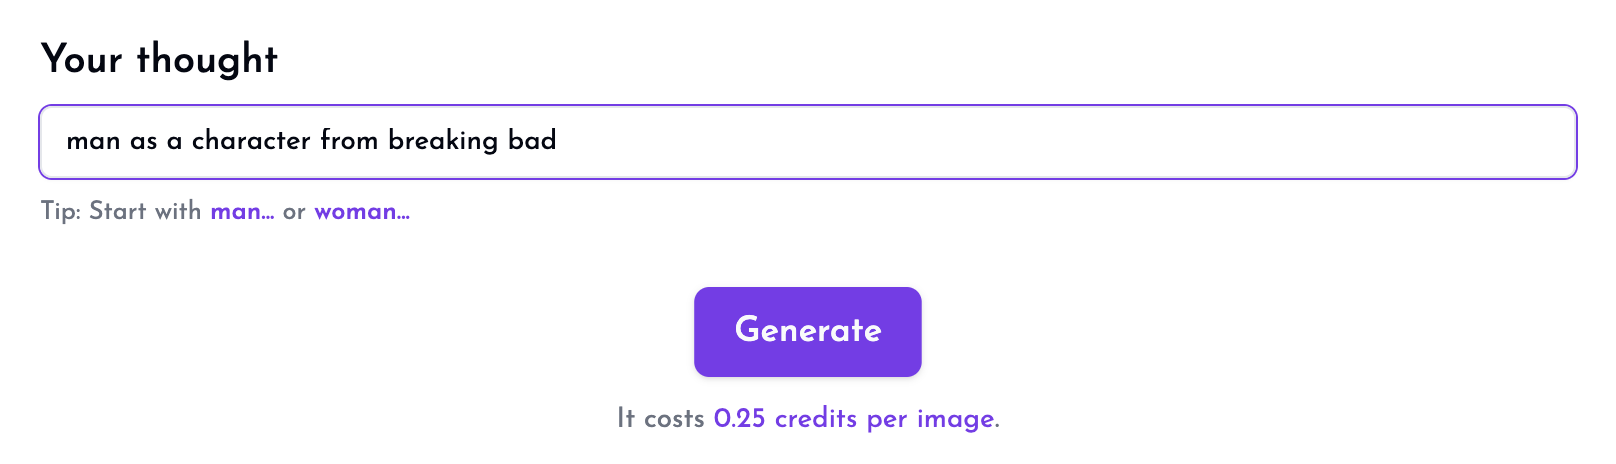 Your thought
man as a character from breaking bad
Tip: Start with man... or woman...
Generate
It costs 0.25 credits per image.